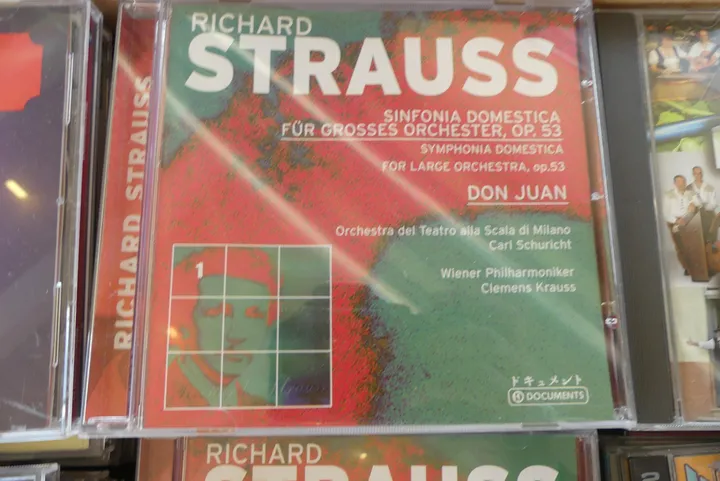 RICHARD STRAUSS
RICHARD
STRAUSS
SINFONIA DOMESTICA
FÜR GROSSES ORCHESTER, OP. 53
SYMPHONIA DOMESTICA
FOR LARGE ORCHESTRA, op.53
DON JUAN
Orchestra del Teatro alla Scala di Milano
Carl Schuricht
Wiener Philharmoniker
Clemens Krauss
1
ドキュメント
DOCUMENTS
RICHARD
STRAUSS
2